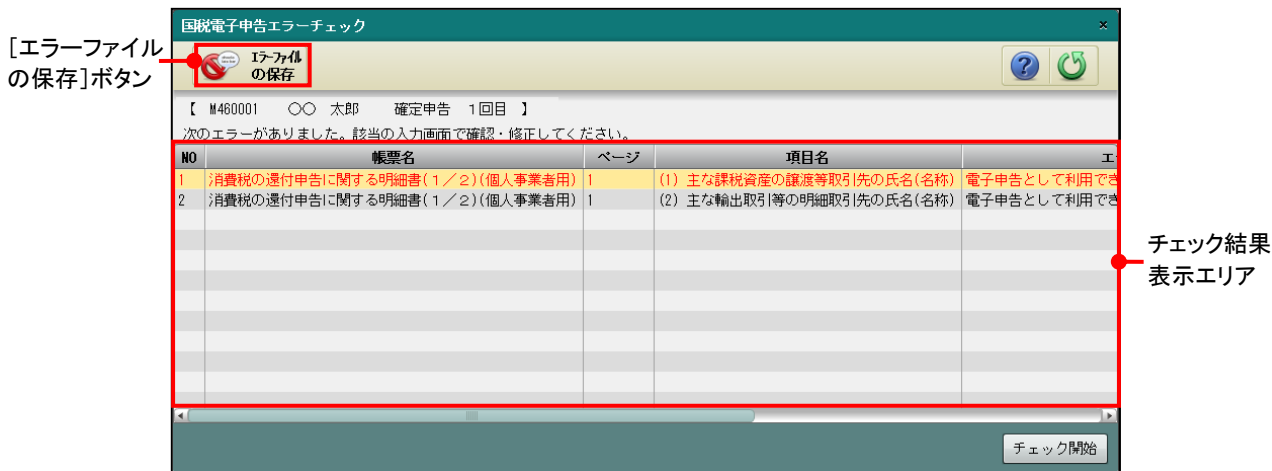 国税電子申告エラーチェック
×
[エラーファイル
の保存]ボタン
ｴﾗｰﾌｧｲﾙ
の保存
?
【 M460001 ○○ 太郎 確定申告 1回目 】
次のエラーがありました。該当の入力画面で確認・修正してください。
NO 帳票名 ページ 項目名 エ
1 消費税の還付申告に関する明細書(１／２)(個人事業者用) 1 (1) 主な課税資産の譲渡等取引先の氏名(名称) 電子申告として利用でき
2 消費税の還付申告に関する明細書(１／２)(個人事業者用) 1 (2) 主な輸出取引等の明細取引先の氏名(名称) 電子申告として利用でき
チェック結果
表示エリア
チェック開始